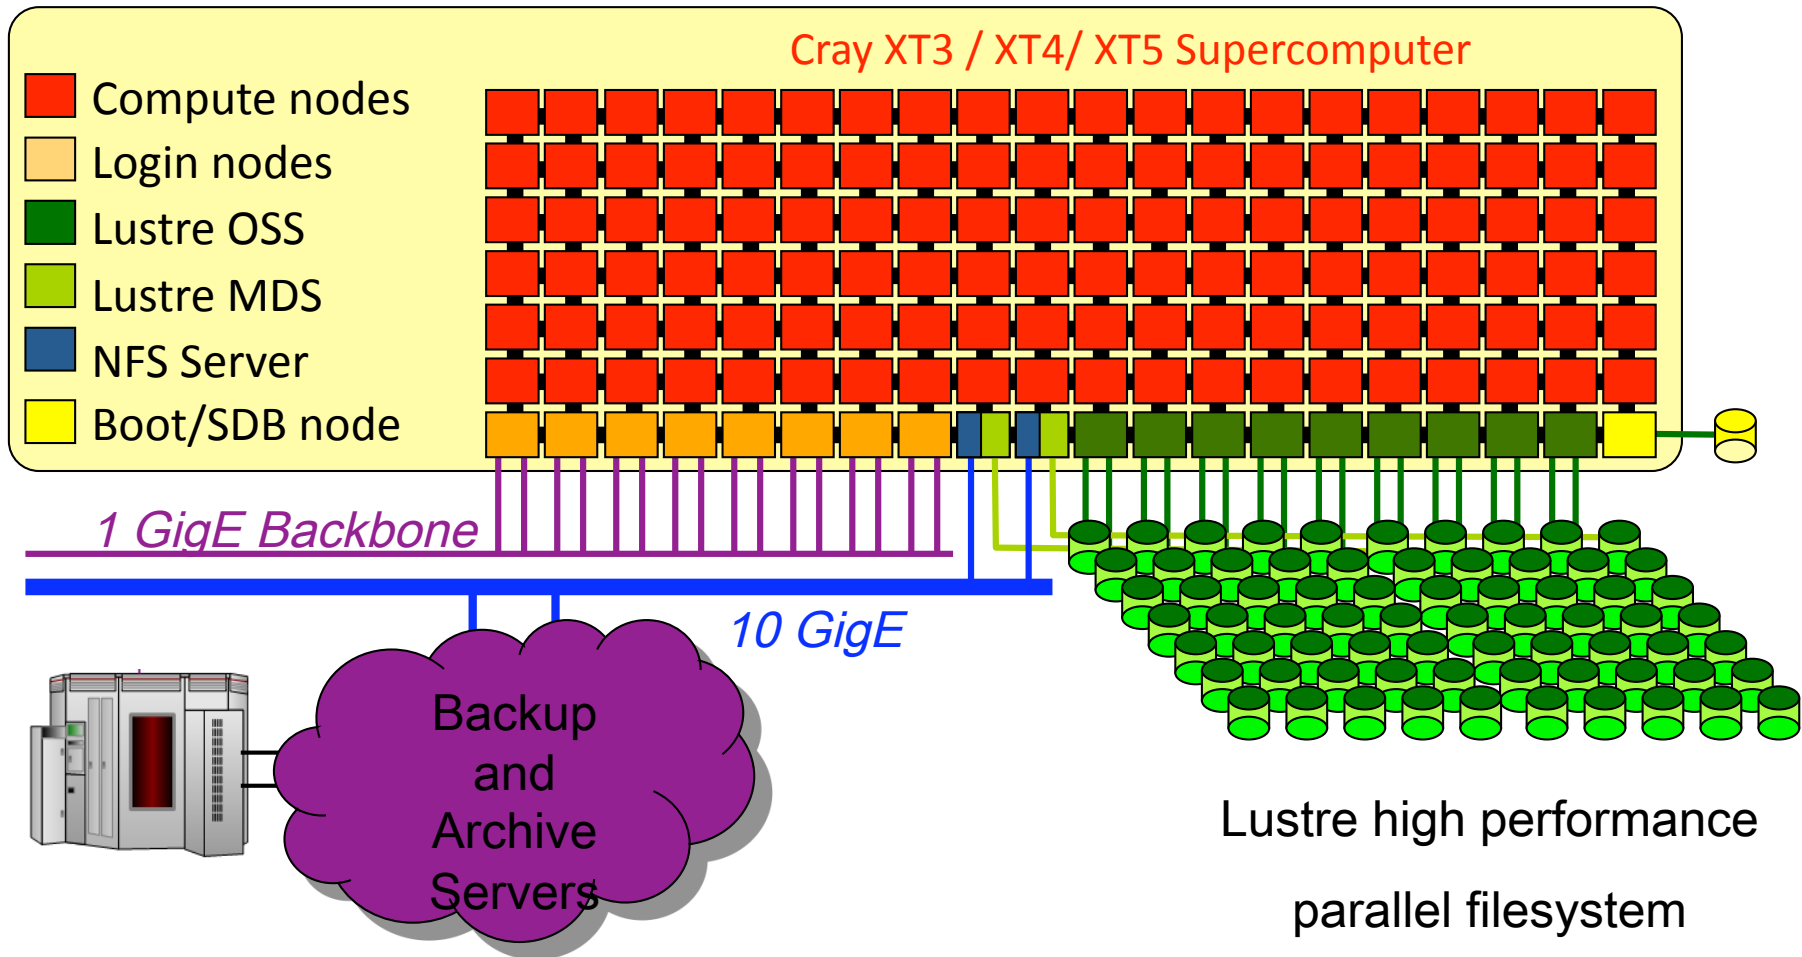 Cray XT3 / XT4/ XT5 Supercomputer
Compute nodes
Login nodes
Lustre OSS
Lustre MDS
NFS Server
Boot/SDB node
1 GigE Backbone
10 GigE
Backup
and
Archive
Servers
Lustre high performance
parallel filesystem